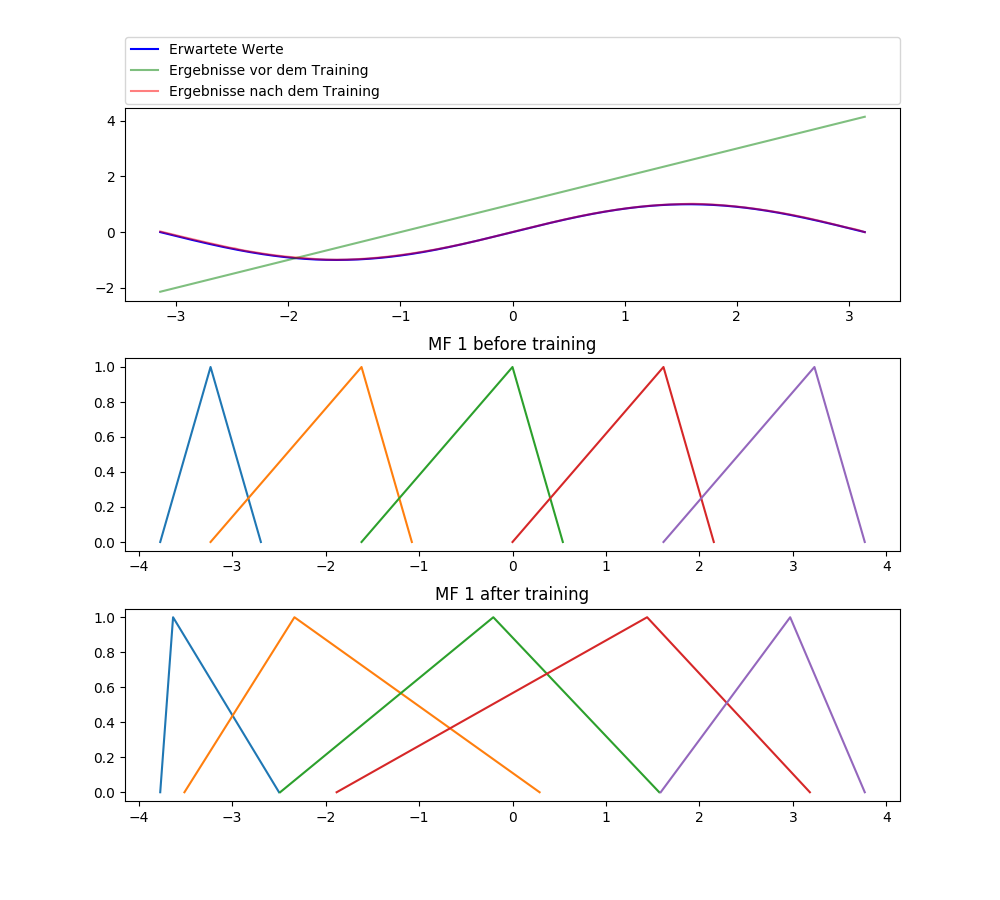 Erwartete Werte
Ergebnisse vor dem Training
Ergebnisse nach dem Training
4
2
0
−2
−3 −2 −1 0 1 2 3
MF 1 before training
1.0
0.8
0.6
0.4
0.2
0.0
−4 −3 −2 −1 0 1 2 3 4
MF 1 after training
1.0
0.8
0.6
0.4
0.2
0.0
−4 −3 −2 −1 0 1 2 3 4